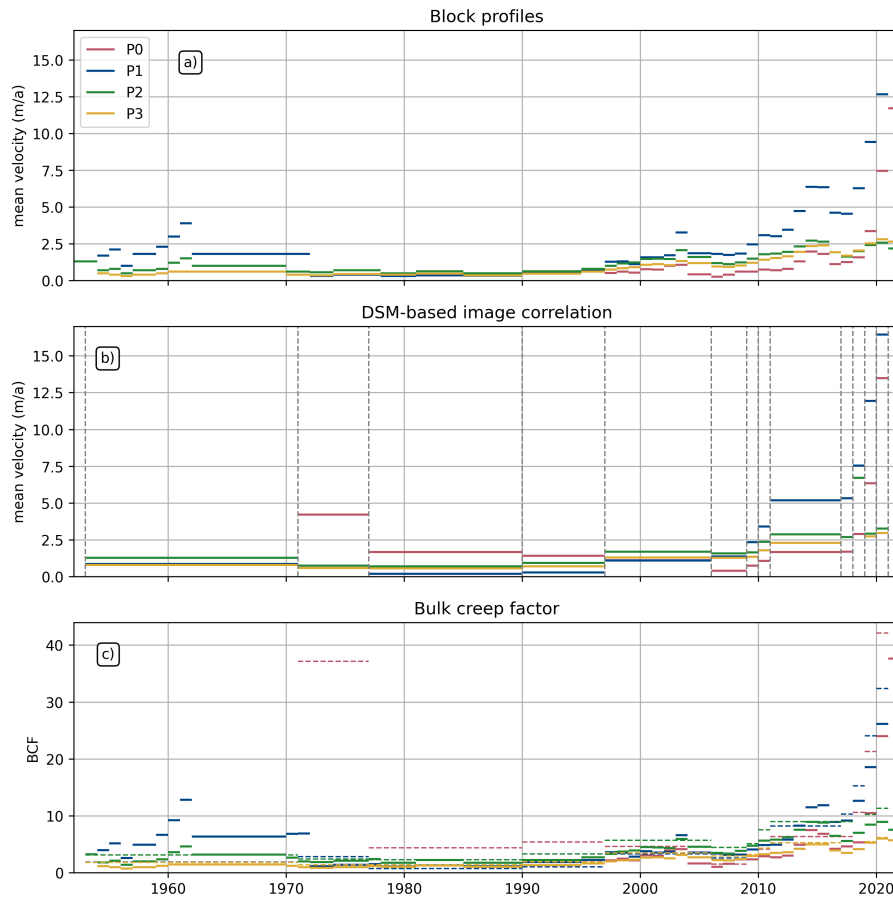 Block profiles
mean velocity (m/a)
15.0
12.5
10.0
7.5
5.0
2.5
0.0
P0
P1
P2
P3
a)
DSM-based image correlation
mean velocity (m/a)
15.0
12.5
10.0
7.5
5.0
2.5
0.0
b)
Bulk creep factor
BCF
40
30
20
10
0
c)
1960 1970 1980 1990 2000 2010 2020